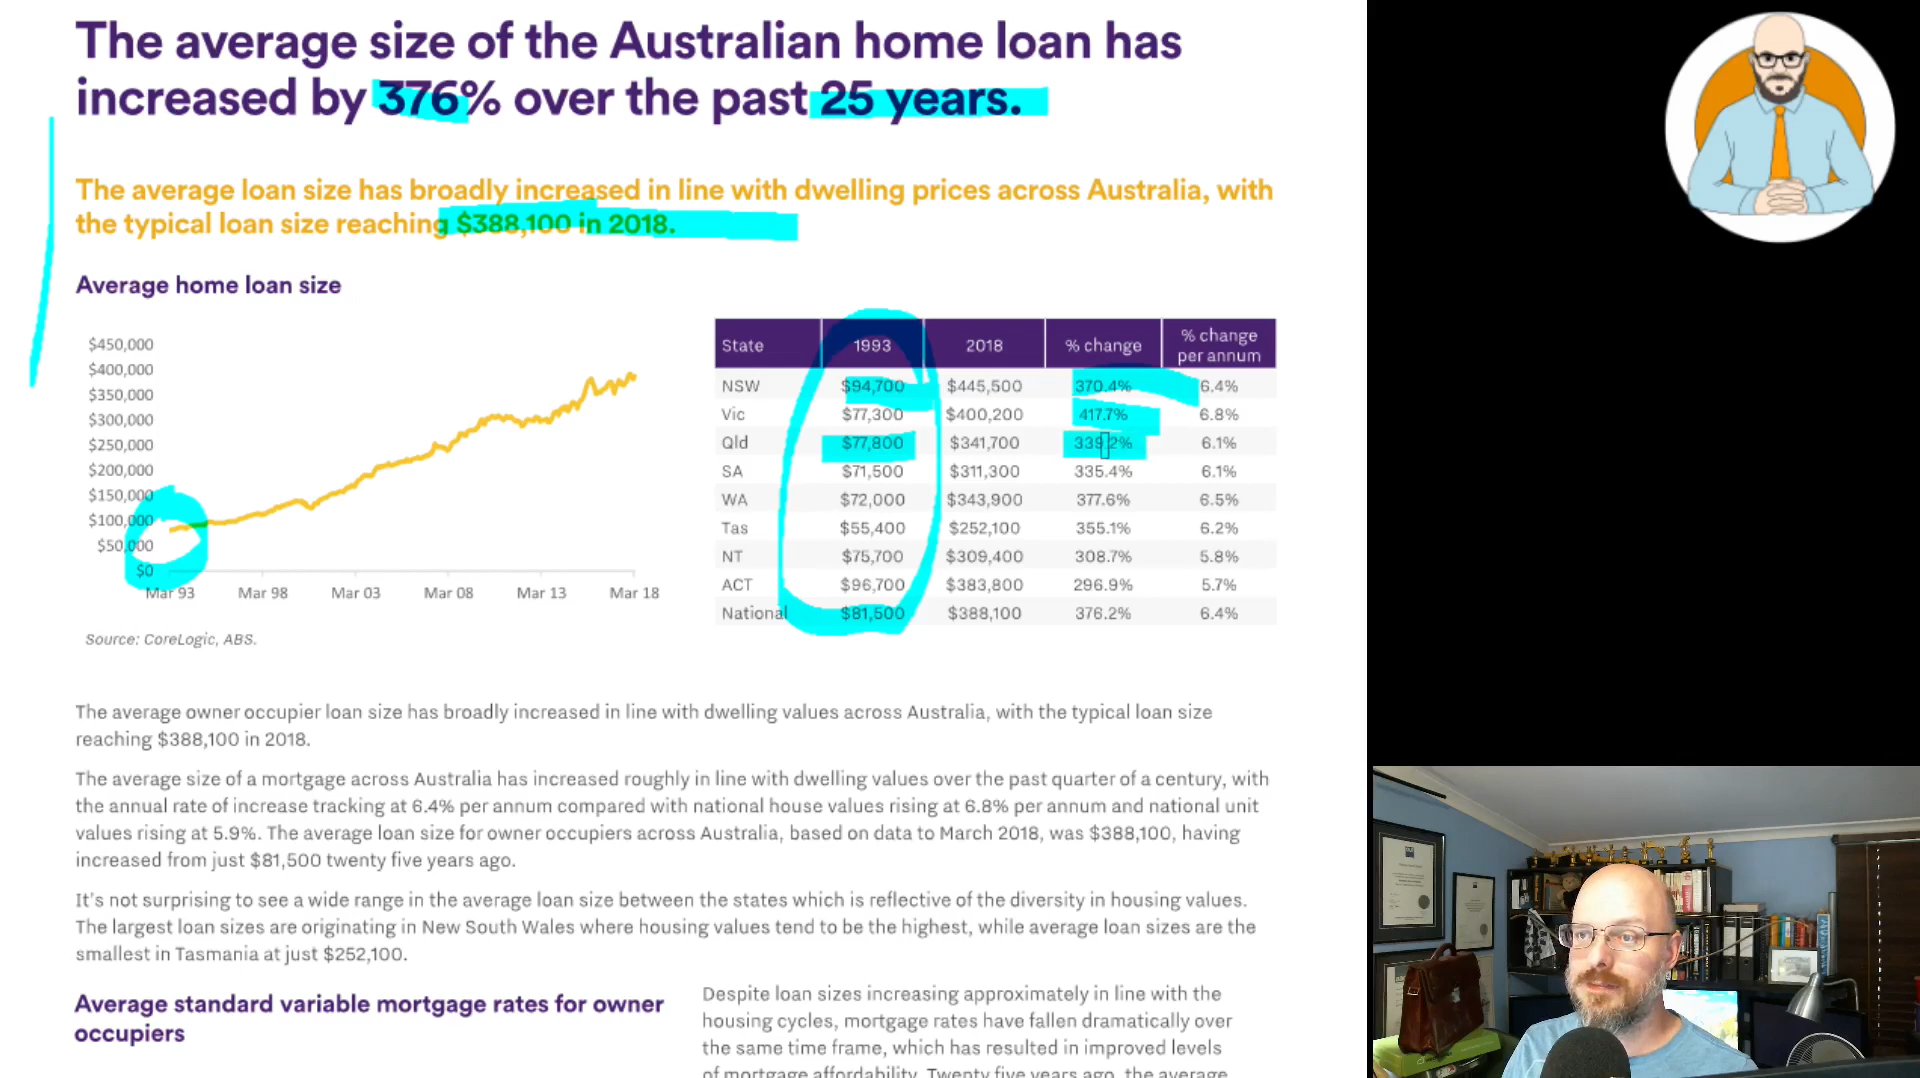 The average size of the Australian home loan has
increased by 376% over the past 25 years.
The average loan size has broadly increased in line with dwelling prices across Australia, with
the typical loan size reaching $388,100 in 2018.
Average home loan size
$450,000
$400,000
$350,000
$300,000
$250,000
$200,000
$150,000
$100,000
$50,000
$0
Mar 93 Mar 98 Mar 03 Mar 08 Mar 13 Mar 18
Source: CoreLogic, ABS.
State 1993 2018 % change % change per annum
NSW $94,700 $445,500 370.4% 6.4%
Vic $77,300 $400,200 417.7% 6.8%
Qld $77,800 $341,700 339.2% 6.1%
SA $71,500 $311,300 335.4% 6.1%
WA $72,000 $343,900 377.6% 6.5%
Tas $55,400 $252,100 355.1% 6.2%
NT $75,700 $309,400 308.7% 5.8%
ACT $96,700 $383,800 296.9% 5.7%
National $81,500 $388,100 376.2% 6.4%
The average owner occupier loan size has broadly increased in line with dwelling values across Australia, with the typical loan size
reaching $388,100 in 2018.
The average size of a mortgage across Australia has increased roughly in line with dwelling values over the past quarter of a century, with
the annual rate of increase tracking at 6.4% per annum compared with national house values rising at 6.8% per annum and national unit
values rising at 5.9%. The average loan size for owner occupiers across Australia, based on data to March 2018, was $388,100, having
increased from just $81,500 twenty five years ago.
It's not surprising to see a wide range in the average loan size between the states which is reflective of the diversity in housing values.
The largest loan sizes are originating in New South Wales where housing values tend to be the highest, while average loan sizes are the
smallest in Tasmania at just $252,100.
Average standard variable mortgage rates for owner
occupiers
Despite loan sizes increasing approximately in line with the
housing cycles, mortgage rates have fallen dramatically over
the same time frame, which has resulted in improved levels
of mortgage affordability. Twenty five years ago, the average